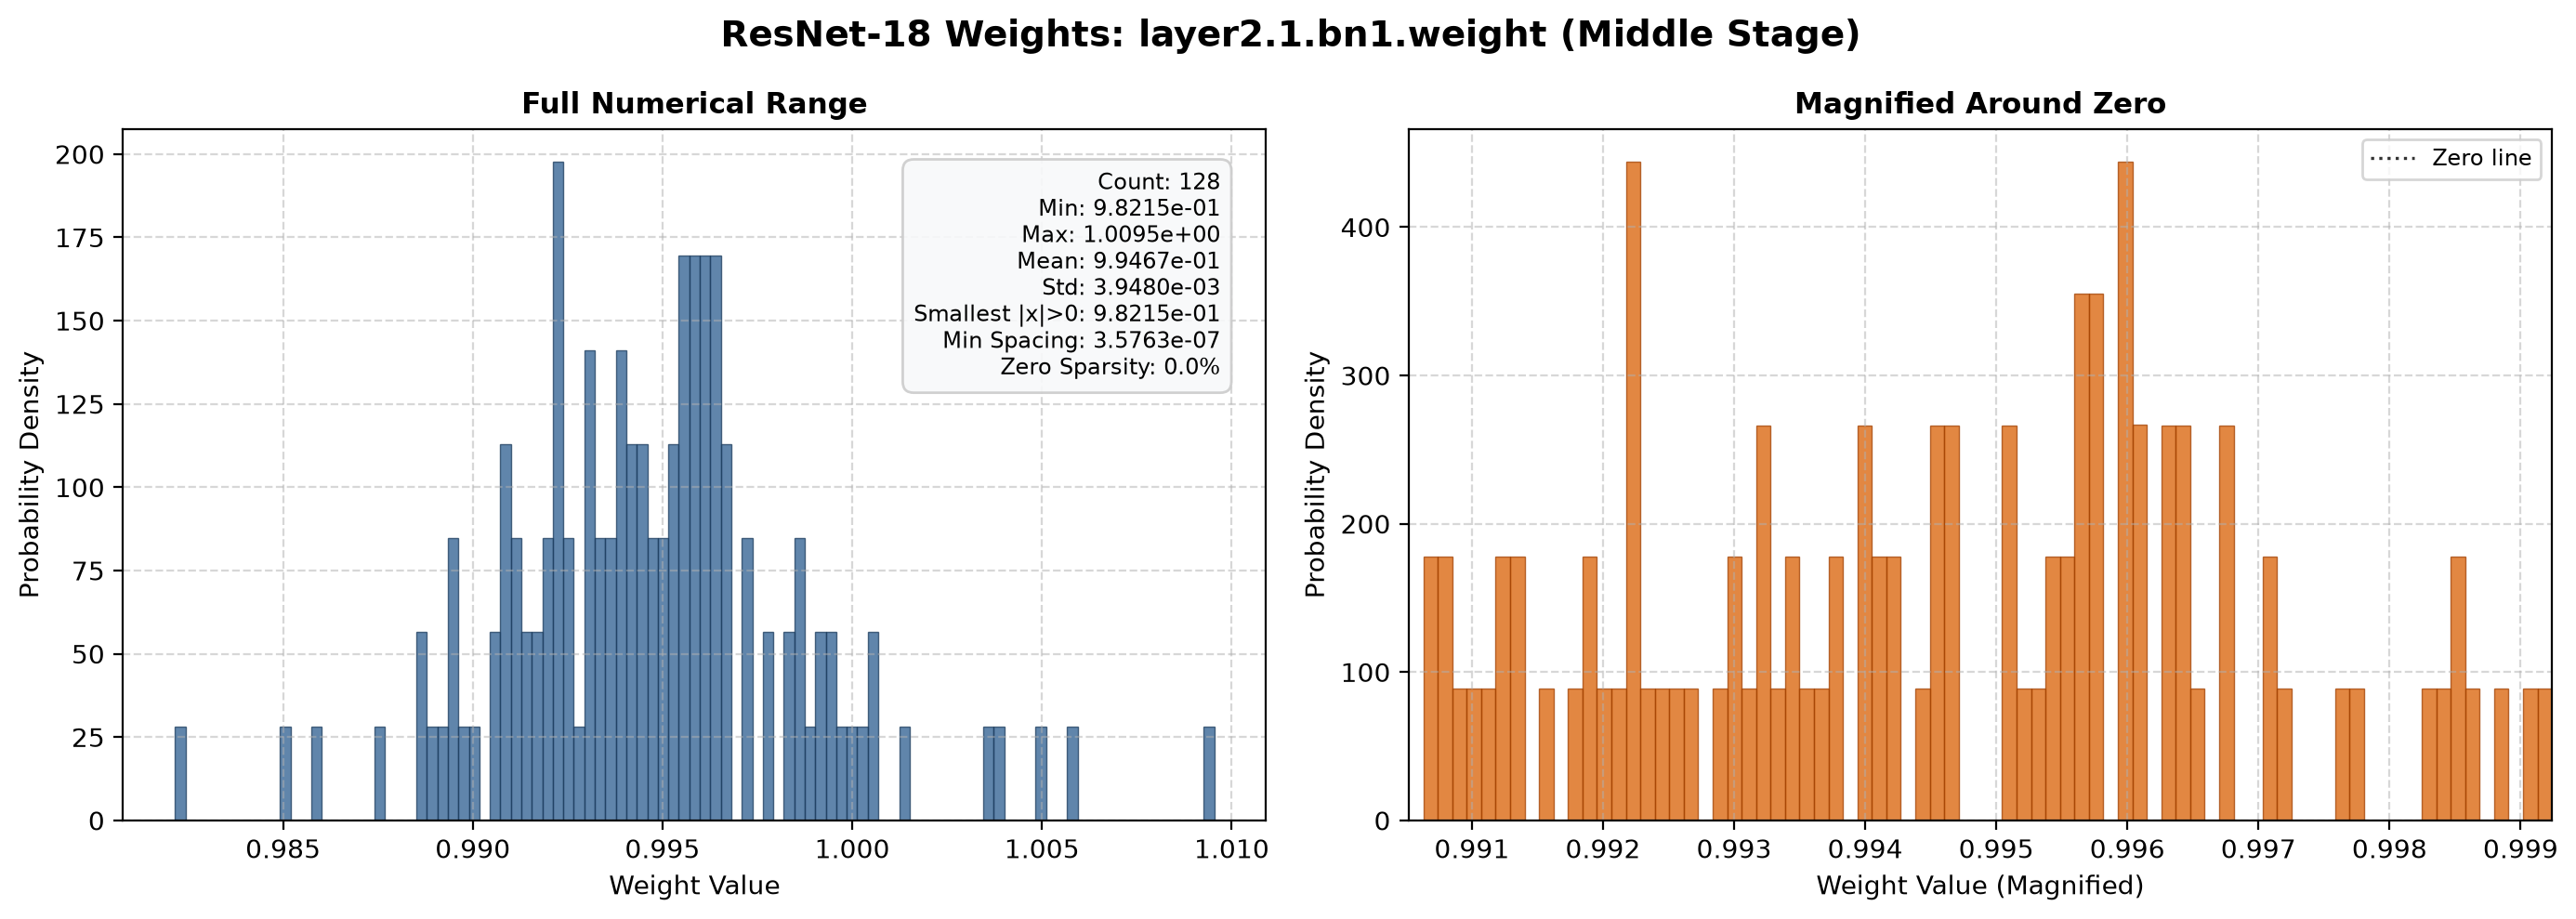 ResNet-18 Weights: layer2.1.bn1.weight (Middle Stage)
Full Numerical Range
200
175
150
125
100
75
50
25
0
Probability Density
Count: 128
Min: 9.8215e-01
Max: 1.0095e+00
Mean: 9.9467e-01
Std: 3.9480e-03
Smallest |x|>0: 9.8215e-01
Min Spacing: 3.5763e-07
Zero Sparsity: 0.0%
0.985 0.990 0.995 1.000 1.005 1.010
Weight Value
Magnified Around Zero
Zero line
400
300
200
100
0
Probability Density
0.991 0.992 0.993 0.994 0.995 0.996 0.997 0.998 0.999
Weight Value (Magnified)